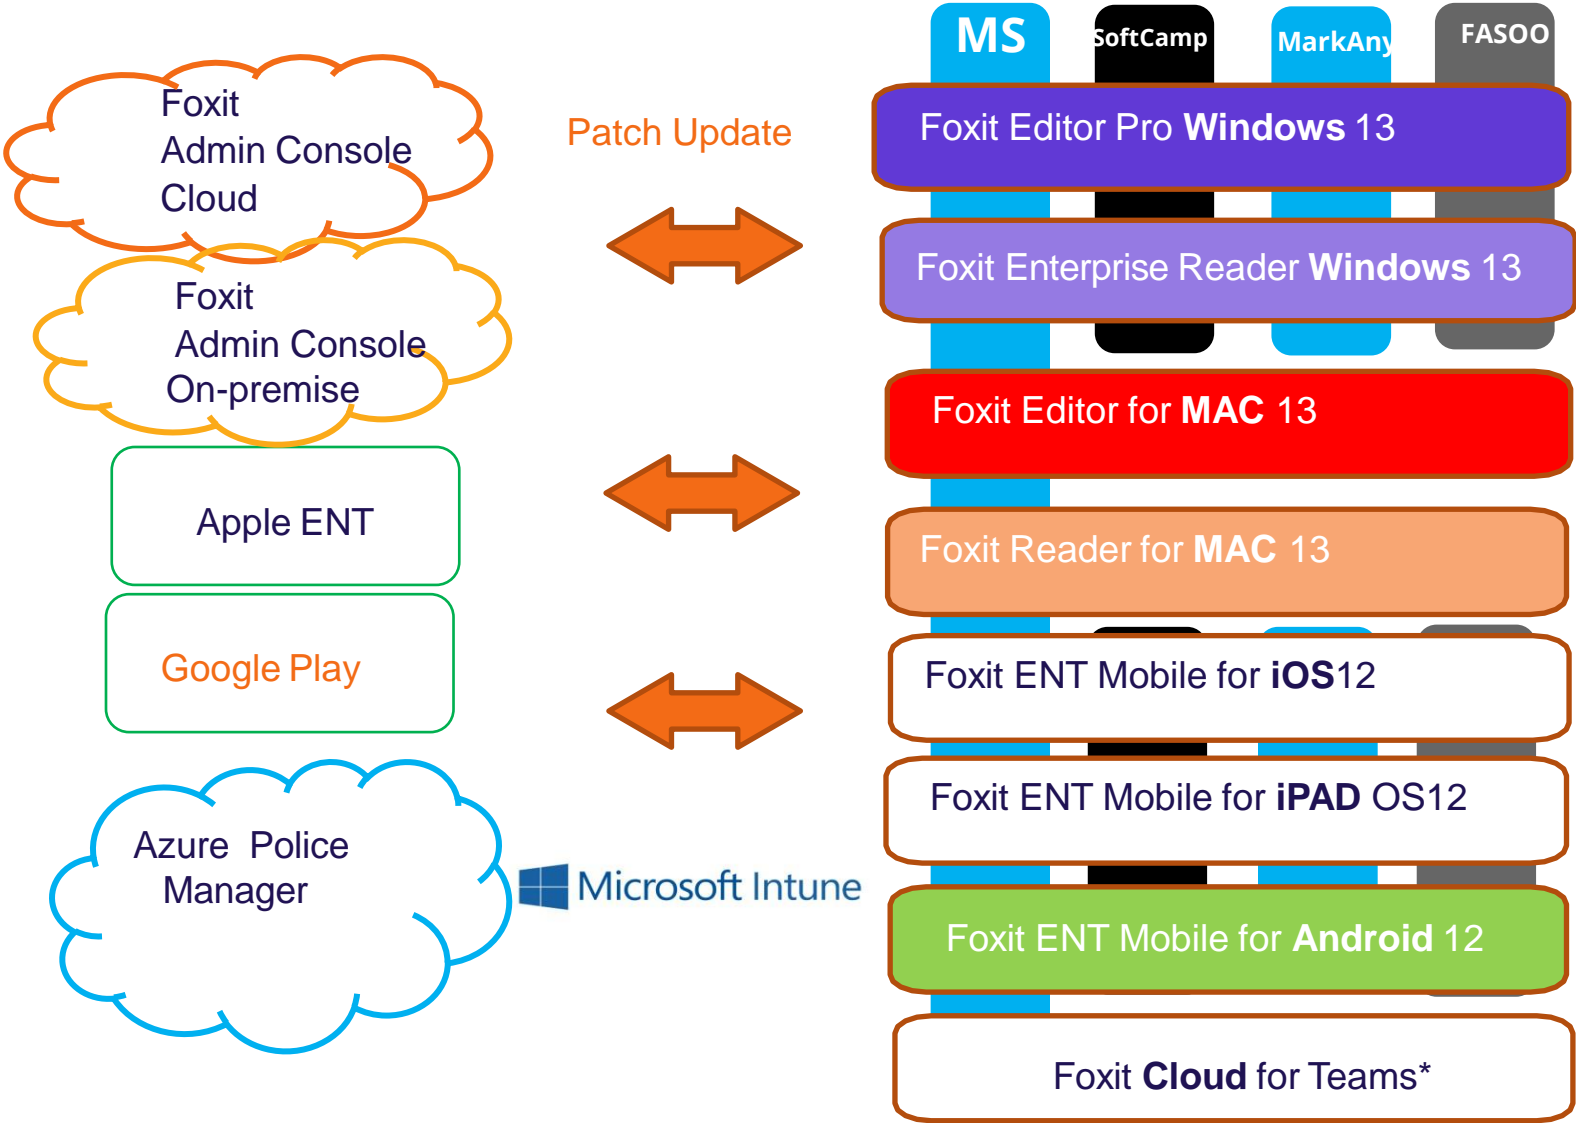 Foxit
Admin Console
Cloud
Foxit
Admin Console
On-premise
Apple ENT
Google Play
Azure Police
Manager
Patch Update
Microsoft Intune
MS
SoftCamp
MarkAny
FASOO
Foxit Editor Pro Windows 13
Foxit Enterprise Reader Windows 13
Foxit Editor for MAC 13
Foxit Reader for MAC 13
Foxit ENT Mobile for iOS12
Foxit ENT Mobile for iPAD OS12
Foxit ENT Mobile for Android 12
Foxit Cloud for Teams*